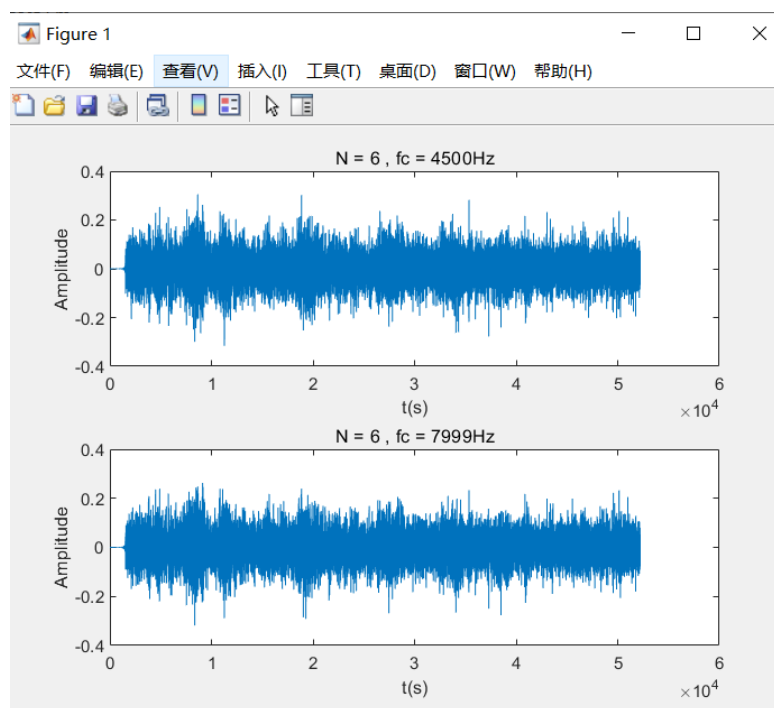 Figure 1
文件(F) 编辑(E) 查看(V) 插入(I) 工具(T) 桌面(D) 窗口(W) 帮助(H)
N = 6 , fc = 4500Hz
0.4
0.2
0
-0.2
-0.4
Amplitude
0 1 2 3 4 5 6
t(s)
×10^4
N = 6 , fc = 7999Hz
0.4
0.2
0
-0.2
-0.4
Amplitude
0 1 2 3 4 5 6
t(s)
×10^4